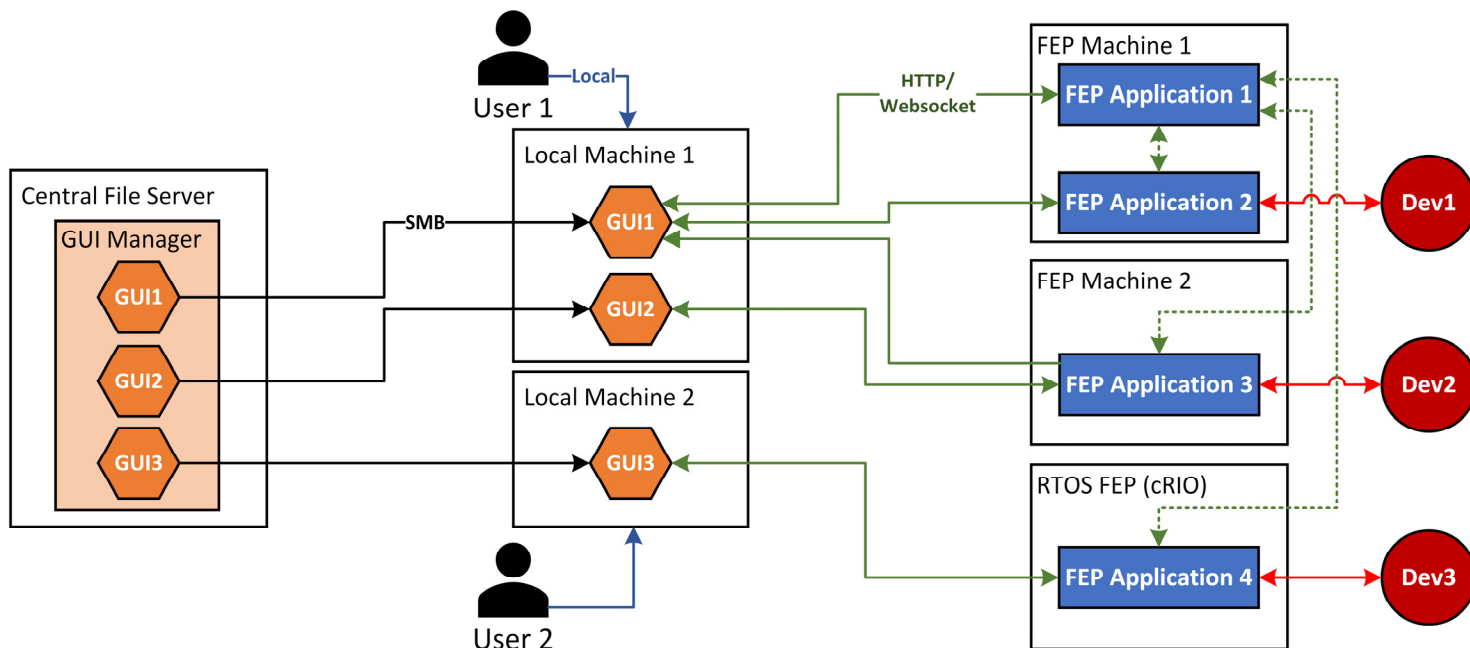 User 1
Local
Central File Server
GUI Manager
GUI1
GUI2
GUI3
SMB
Local Machine 1
GUI1
GUI2
Local Machine 2
GUI3
User 2
HTTP/
Websocket
FEP Machine 1
FEP Application 1
FEP Application 2
Dev1
FEP Machine 2
FEP Application 3
Dev2
RTOS FEP (cRIO)
FEP Application 4
Dev3